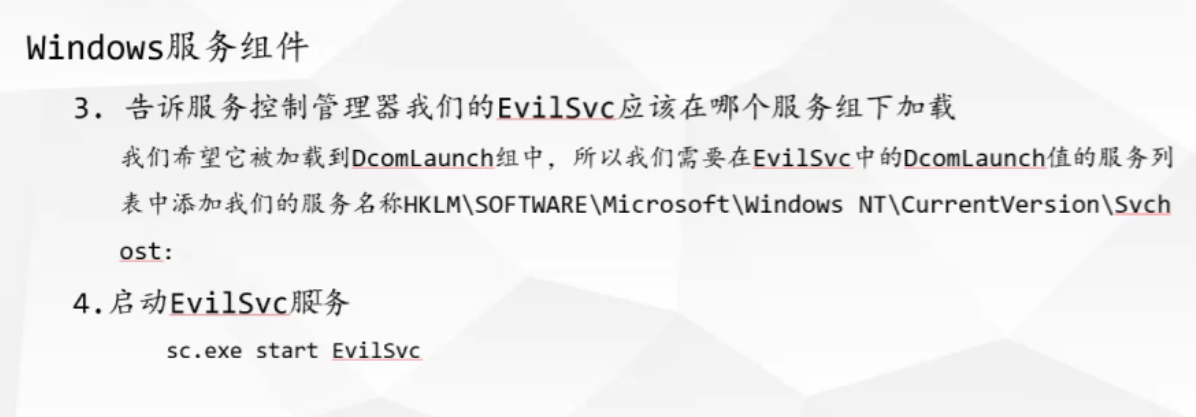 Windows服务组件
3. 告诉服务控制管理器我们的EvilSvc应该在哪个服务组下加载
我们希望它被加载到DcomLaunch组中，所以我们需要在EvilSvc中的DcomLaunch值的服务列
表中添加我们的服务名称HKLM\SOFTWARE\Microsoft\Windows NT\CurrentVersion\Svch
ost:
4.启动EvilSvc服务
sc.exe start EvilSvc